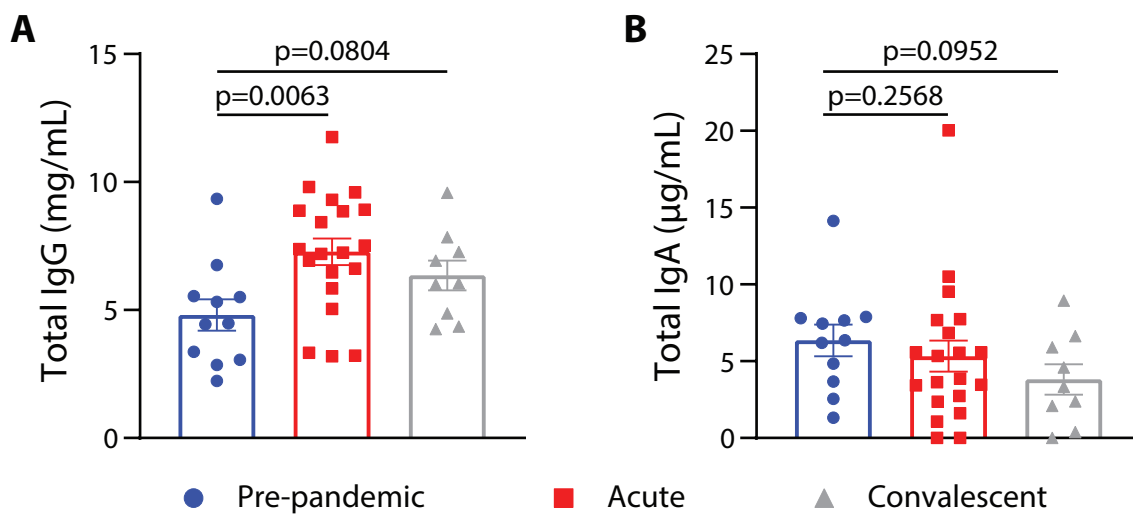 A
Total IgG (mg/mL)
15
10
5
0
p=0.0804
p=0.0063
B
Total IgA (μg/mL)
25
20
15
10
5
0
p=0.0952
p=0.2568
Pre-pandemic
Acute
Convalescent